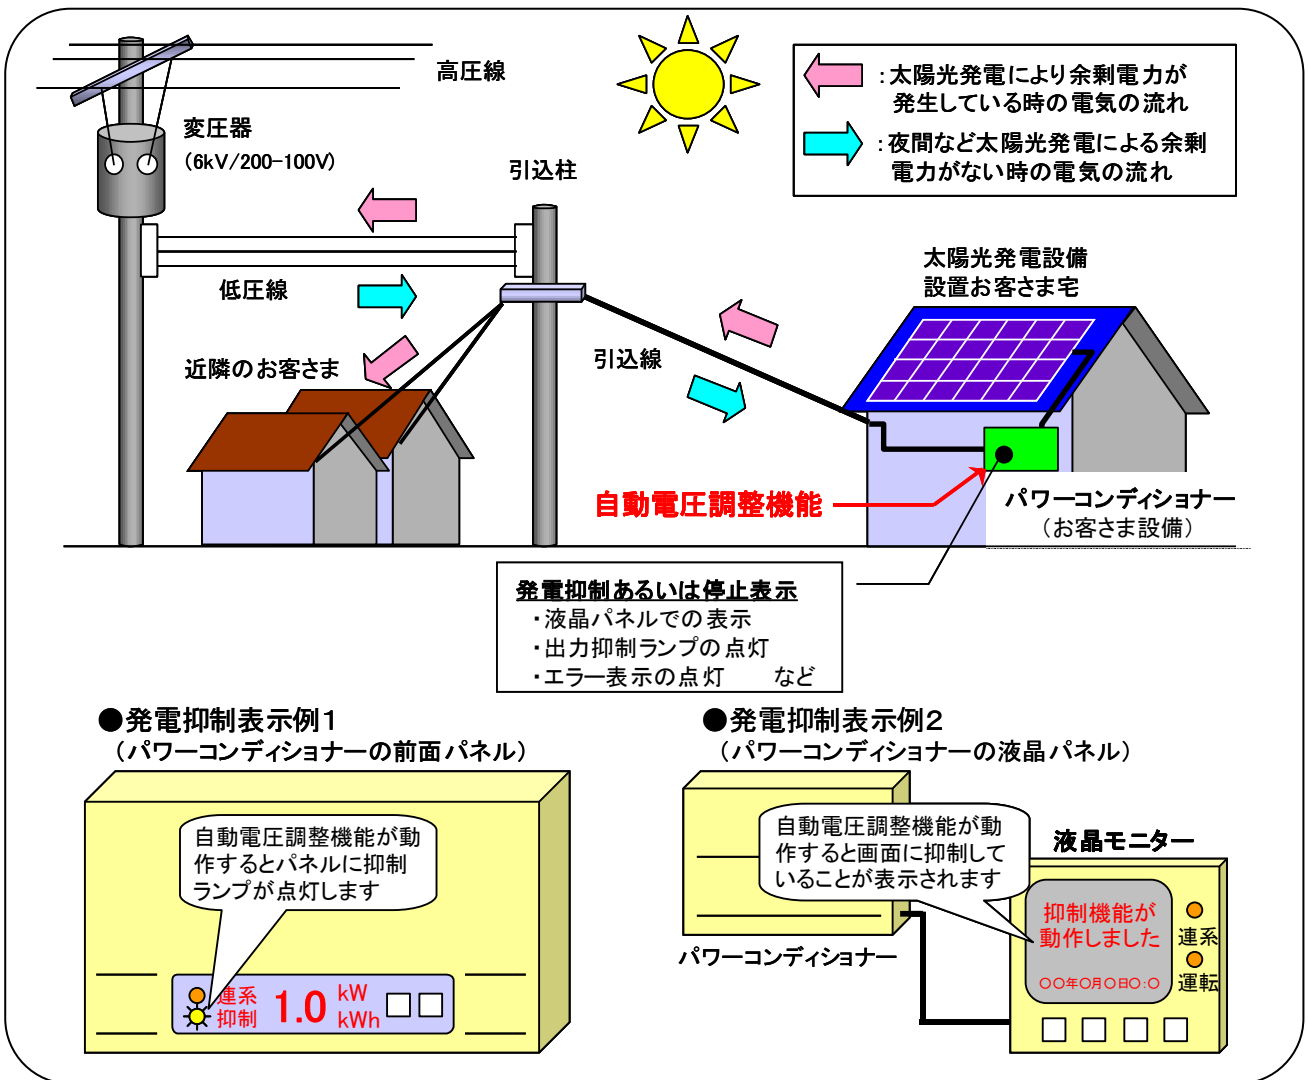 高圧線
変圧器
(6kV/200-100V)
引込柱
:太陽光発電により余剰電力が
発生している時の電気の流れ
:夜間など太陽光発電による余剰
電力がない時の電気の流れ
低圧線
太陽光発電設備
設置お客さま宅
近隣のお客さま
引込線
自動電圧調整機能
パワーコンディショナー
(お客さま設備)
発電抑制あるいは停止表示
・液晶パネルでの表示
・出力抑制ランプの点灯
・エラー表示の点灯　　など
●発電抑制表示例1
(パワーコンディショナーの前面パネル)
自動電圧調整機能が動
作するとパネルに抑制
ランプが点灯します
連系
抑制
1.0
kW
kWh
●発電抑制表示例2
(パワーコンディショナーの液晶パネル)
自動電圧調整機能が動
作すると画面に抑制して
いることが表示されます
パワーコンディショナー
液晶モニター
抑制機能が
動作しました
○○年○月○日○:○
連系
運転